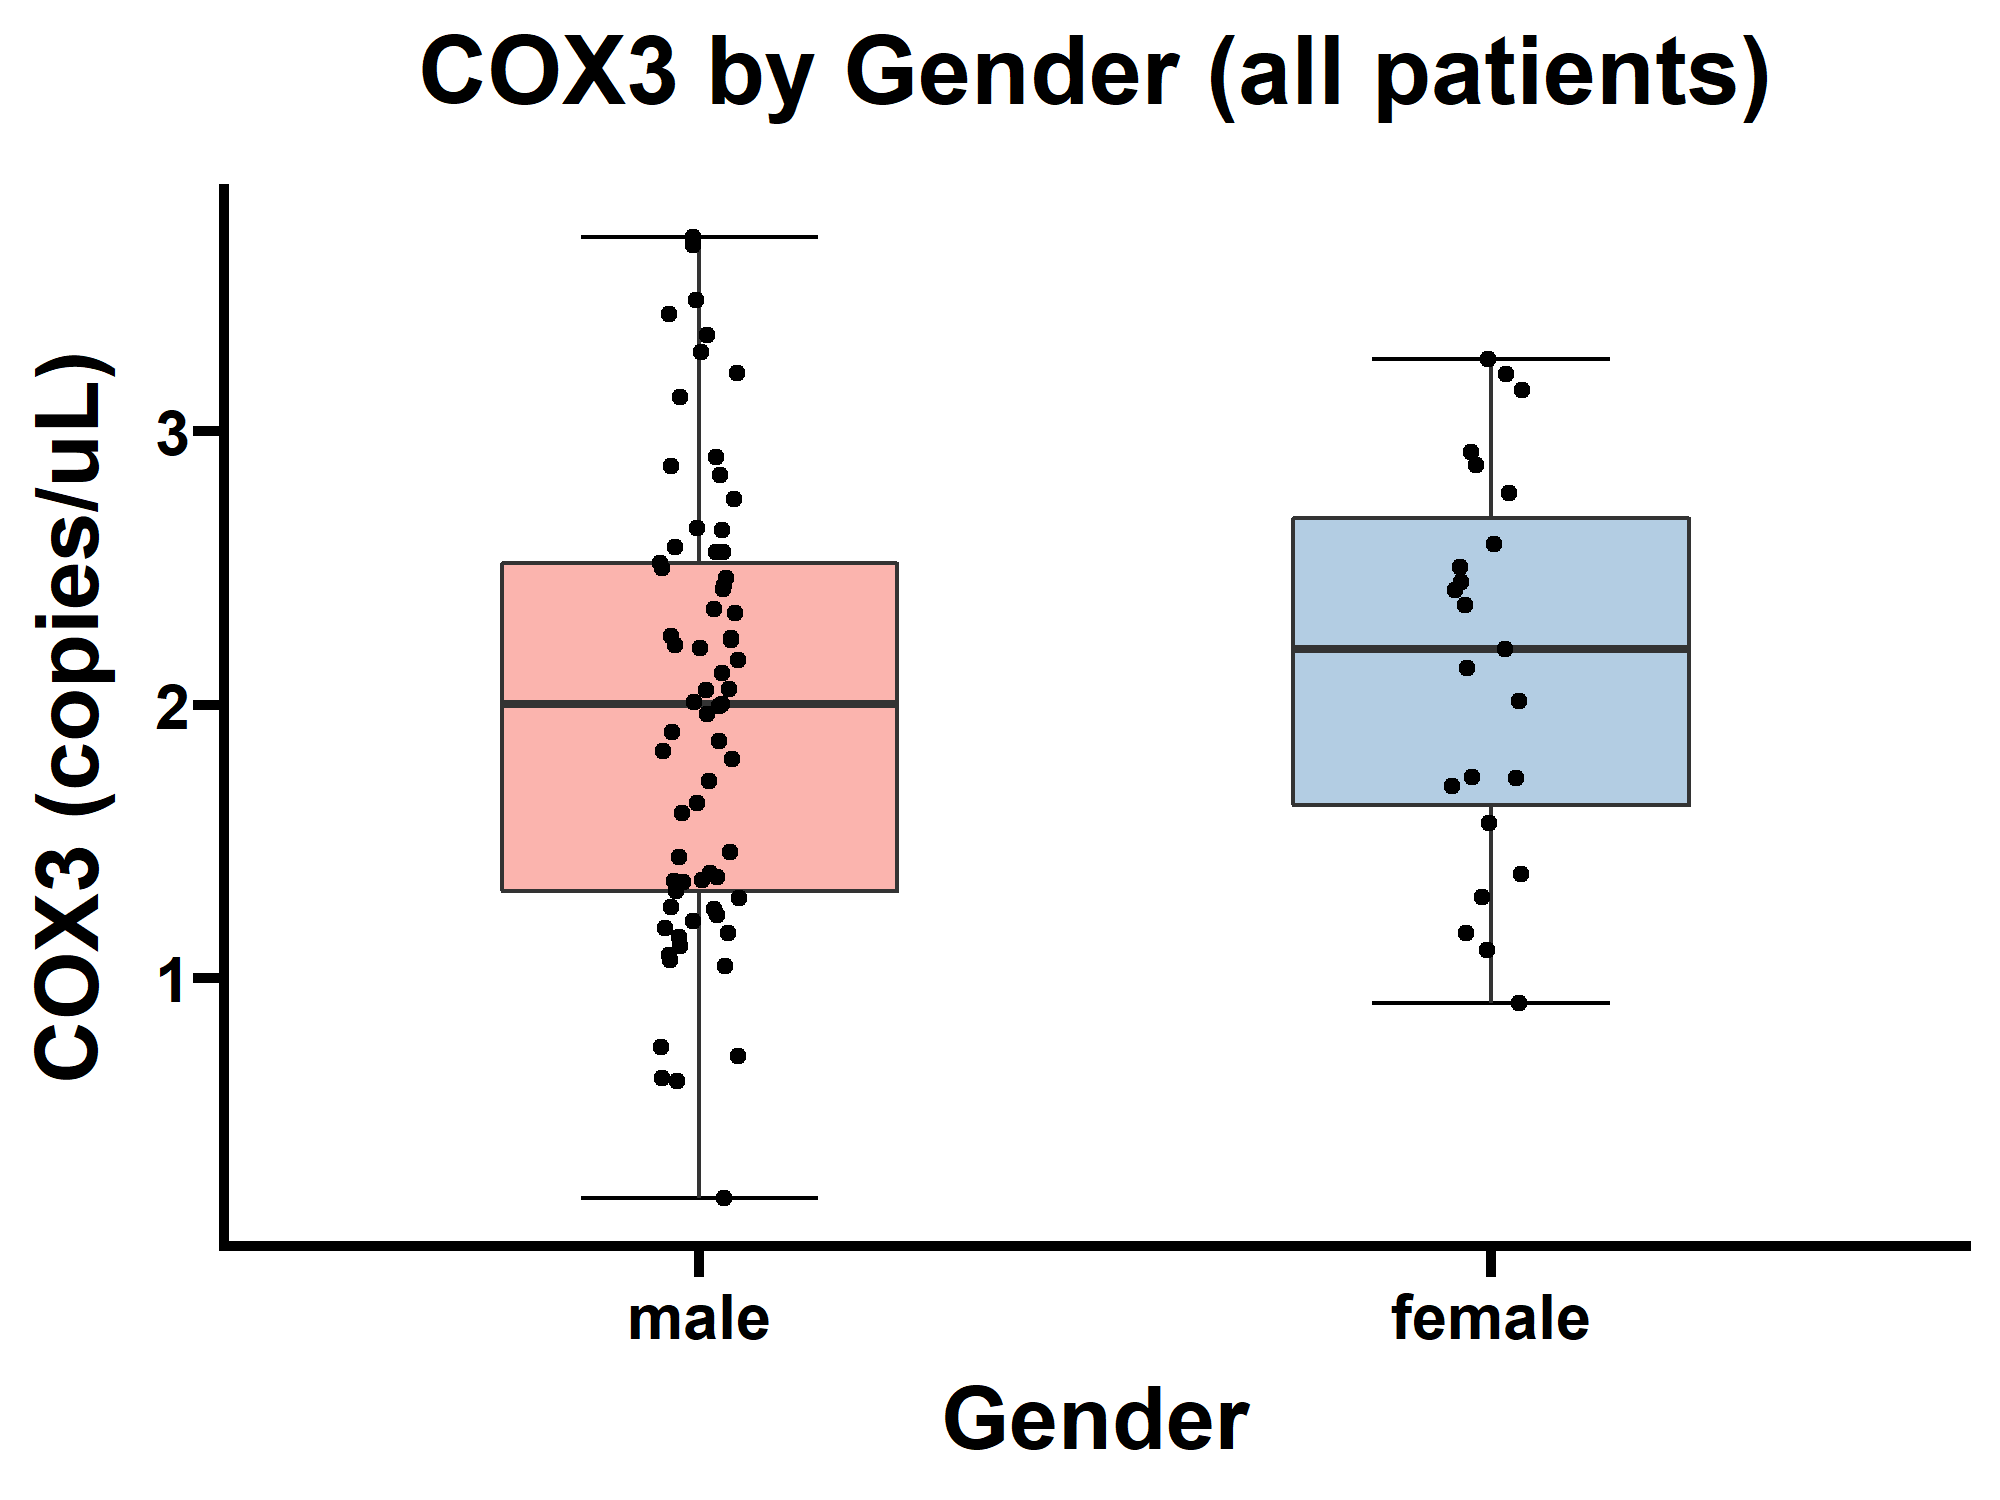 COX3 by Gender (all patients)
COX3 (copies/uL)
3
2
1
male
female
Gender